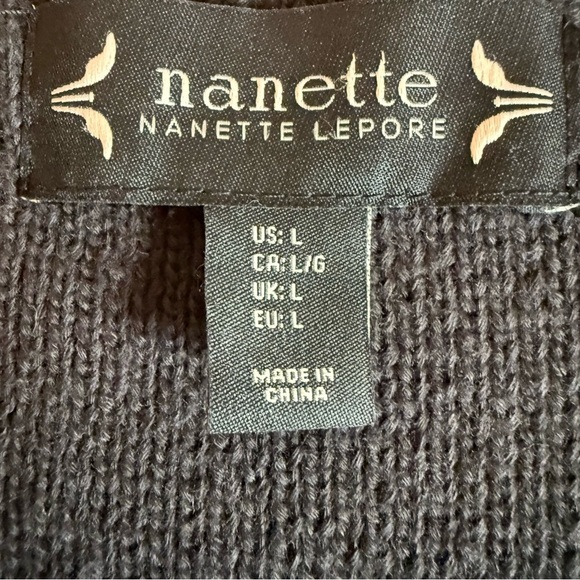 nanette
NANETTE LEPORE
US: L
CA: L/G
UK: L
EU: L
MADE IN
CHINA